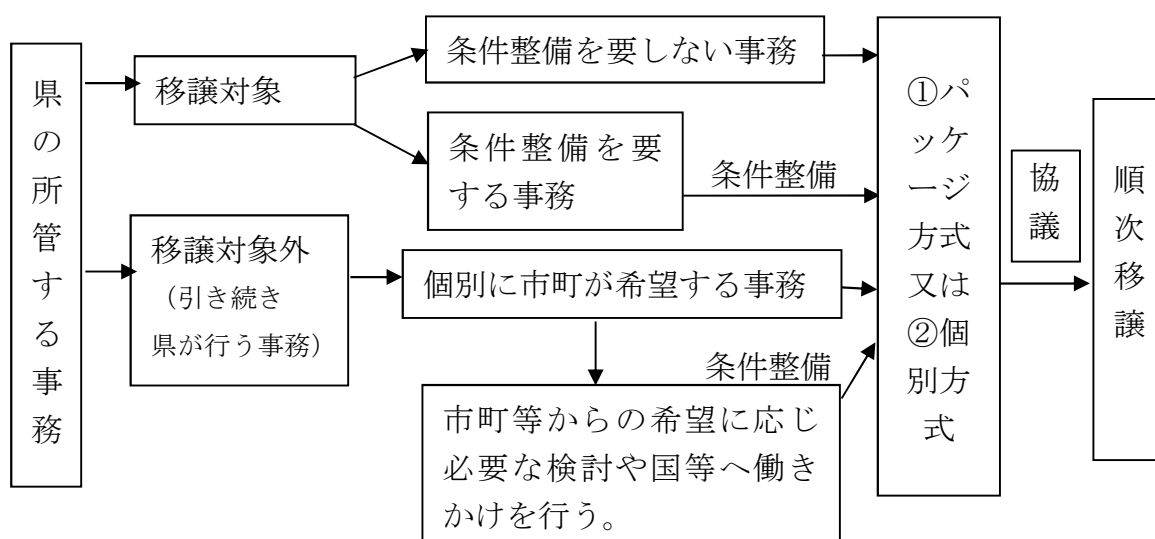 県の所管する事務
移譲対象
条件整備を要しない事務
条件整備を要
する事務
条件整備
移譲対象外
（引き続き
県が行う事務）
個別に市町が希望する事務
条件整備
市町等からの希望に応じ
必要な検討や国等へ働き
かけを行う。
①パ
ッケ
ージ
方式
又は
②個
別方
式
協
議
順次移譲